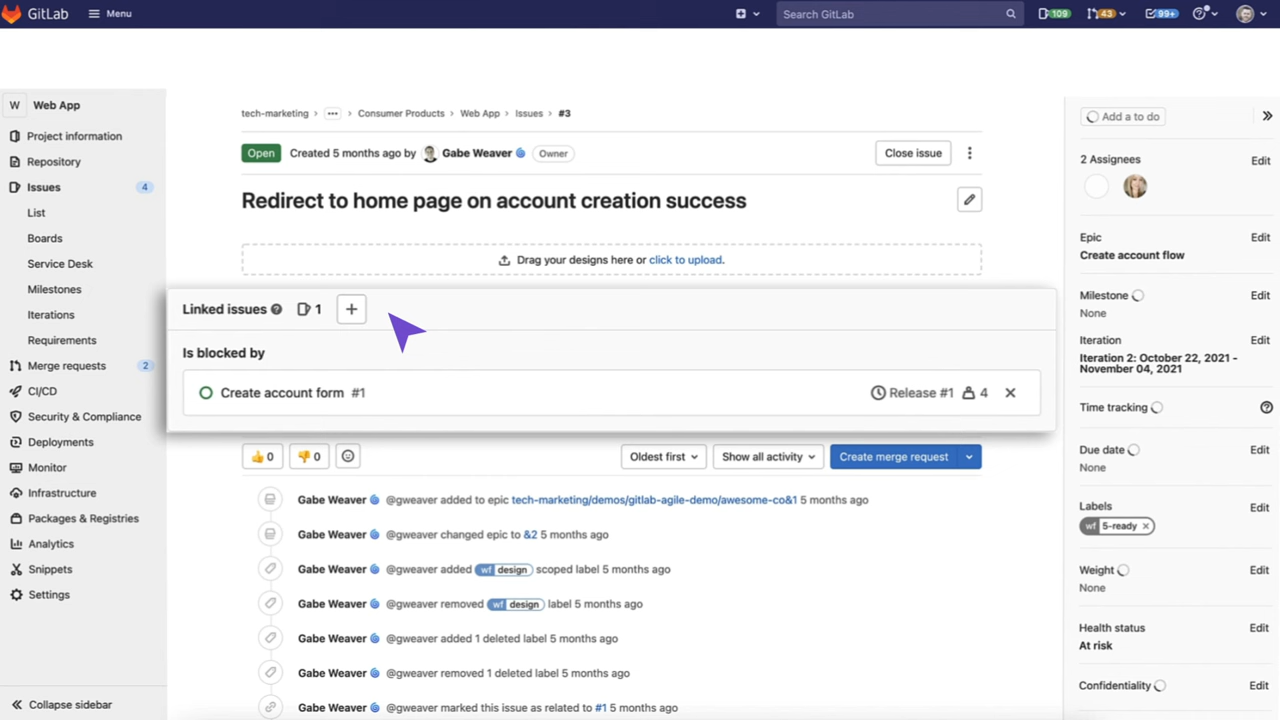 GitLab Menu Search GitLab 109 43 99+
W Web App
Project information
Repository
Issues 4
List
Boards
Service Desk
Milestones
Iterations
Requirements
Merge requests 2
CI/CD
Security & Compliance
Deployments
Monitor
Infrastructure
Packages & Registries
Analytics
Snippets
Settings
Collapse sidebar
tech-marketing › ••• › Consumer Products › Web App › Issues › #3
Open Created 5 months ago by Gabe Weaver Owner Close issue
Redirect to home page on account creation success
Drag your designs here or click to upload.
Linked issues 1 +
Is blocked by
Create account form #1 Release #1 4
👍 0 👎 0 Oldest first Show all activity Create merge request
Gabe Weaver @gweaver added to epic tech-marketing/demos/gitlab-agile-demo/awesome-co&1 5 months ago
Gabe Weaver @gweaver changed epic to &2 5 months ago
Gabe Weaver @gweaver added wf design scoped label 5 months ago
Gabe Weaver @gweaver removed wf design label 5 months ago
Gabe Weaver @gweaver added 1 deleted label 5 months ago
Gabe Weaver @gweaver removed 1 deleted label 5 months ago
Gabe Weaver @gweaver marked this issue as related to #1 5 months ago
Add a to do
2 Assignees Edit
Epic Edit
Create account flow
Milestone Edit
None
Iteration Edit
Iteration 2: October 22, 2021 -
November 04, 2021
Time tracking
Due date Edit
None
Labels Edit
wf 5-ready ×
Weight Edit
None
Health status Edit
At risk
Confidentiality Edit